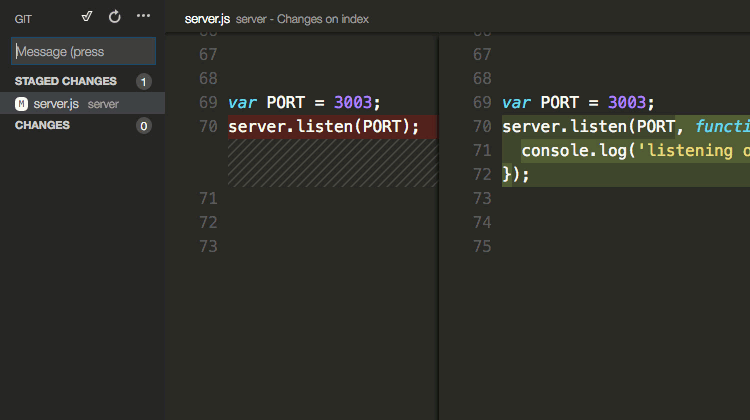 GIT
Message (press
STAGED CHANGES 1
M server.js server
CHANGES 0
server.js server - Changes on index
67
68
69 var PORT = 3003;
70 server.listen(PORT);
71
72
73
67
68
69 var PORT = 3003;
70 server.listen(PORT, functi
71 console.log('listening o
72 });
73
74
75